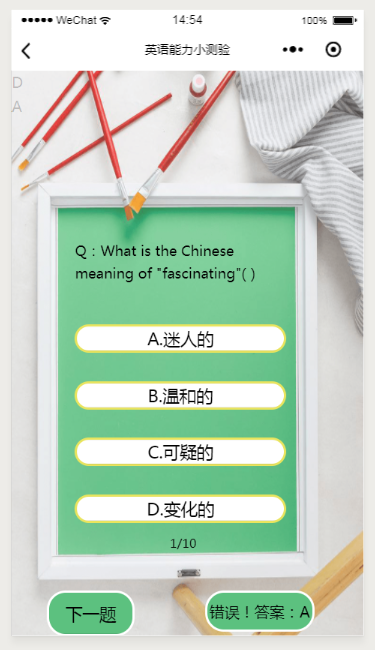 WeChat 14:54 100%
英语能力小测验
D
A
Q：What is the Chinese
meaning of "fascinating"( )
A.迷人的
B.温和的
C.可疑的
D.变化的
1/10
下一题
错误！答案：A